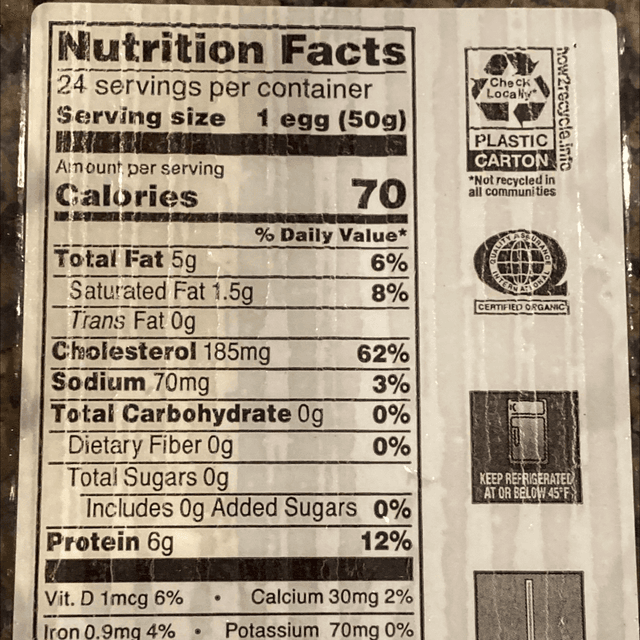 Nutrition Facts
24 servings per container
Serving size 1 egg (50g)
Amount per serving
Calories 70
% Daily Value*
Total Fat 5g 6%
Saturated Fat 1.5g 8%
Trans Fat 0g
Cholesterol 185mg 62%
Sodium 70mg 3%
Total Carbohydrate 0g 0%
Dietary Fiber 0g 0%
Total Sugars 0g
Includes 0g Added Sugars 0%
Protein 6g 12%
Vit. D 1mcg 6% • Calcium 30mg 2%
Iron 0.9mg 4% • Potassium 70mg 0%
Check
Locally*
PLASTIC
CARTON
how2recycle.info
*Not recycled in
all communities
QUALITY ASSURANCE
INTERNATIONAL
CERTIFIED ORGANIC
KEEP REFRIGERATED
AT OR BELOW 45°F